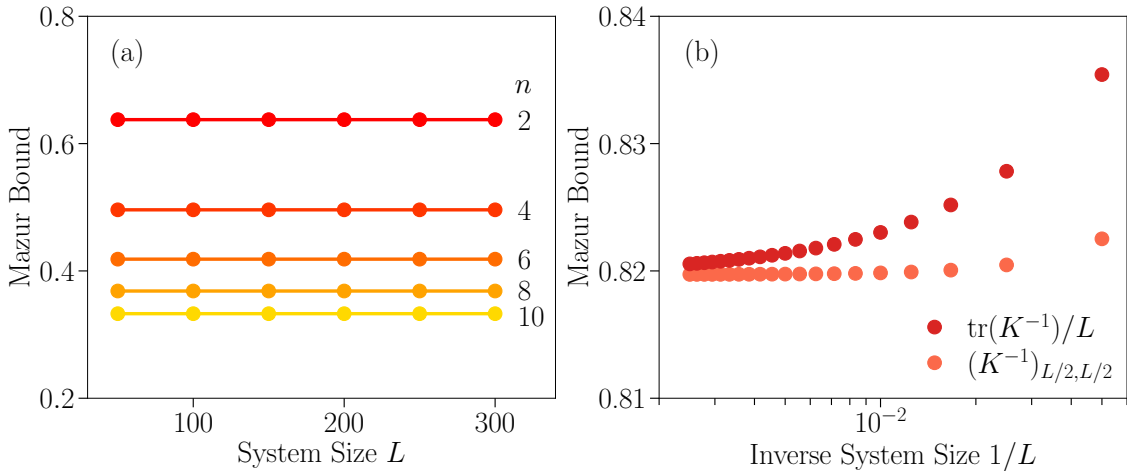 (a)
n
2
4
6
8
10
0.8
0.6
0.4
0.2
Mazur Bound
100
200
300
System Size L
(b)
0.84
0.83
0.82
0.81
Mazur Bound
tr(K⁻¹)/L
(K⁻¹)_{L/2,L/2}
10⁻²
Inverse System Size 1/L